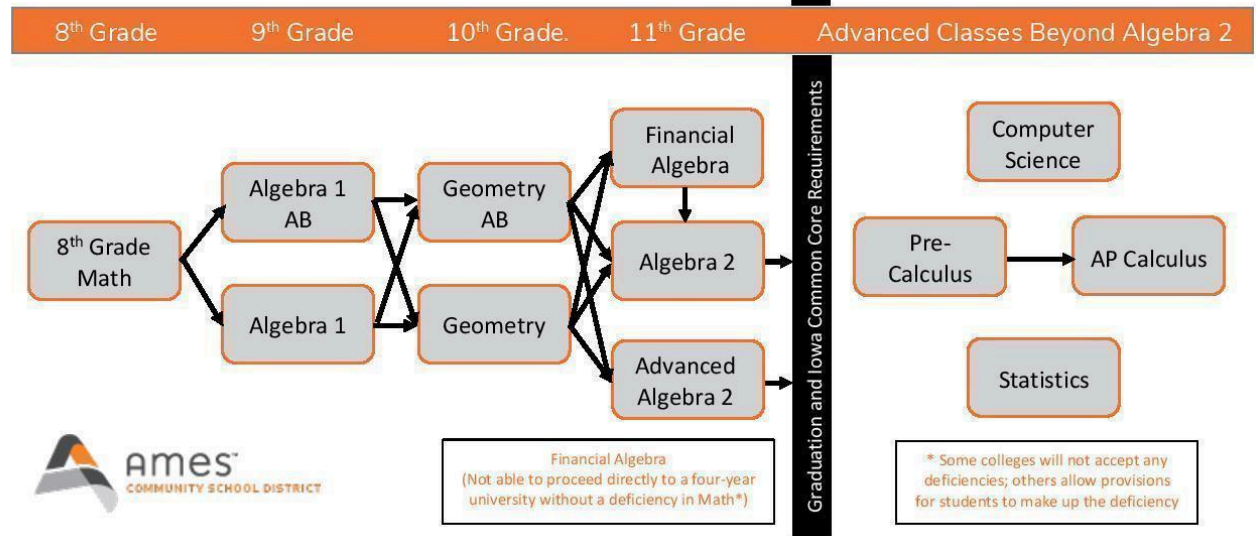 8th Grade
9th Grade
10th Grade.
11th Grade
Advanced Classes Beyond Algebra 2
8th Grade
Math
Algebra 1
AB
Algebra 1
Geometry
AB
Geometry
Financial
Algebra
Algebra 2
Advanced
Algebra 2
Graduation and Iowa Common Core Requirements
Computer
Science
Pre-
Calculus
AP Calculus
Statistics
AMES™
COMMUNITY SCHOOL DISTRICT
Financial Algebra
(Not able to proceed directly to a four-year
university without a deficiency in Math*)
* Some colleges will not accept any
deficiencies; others allow provisions
for students to make up the deficiency